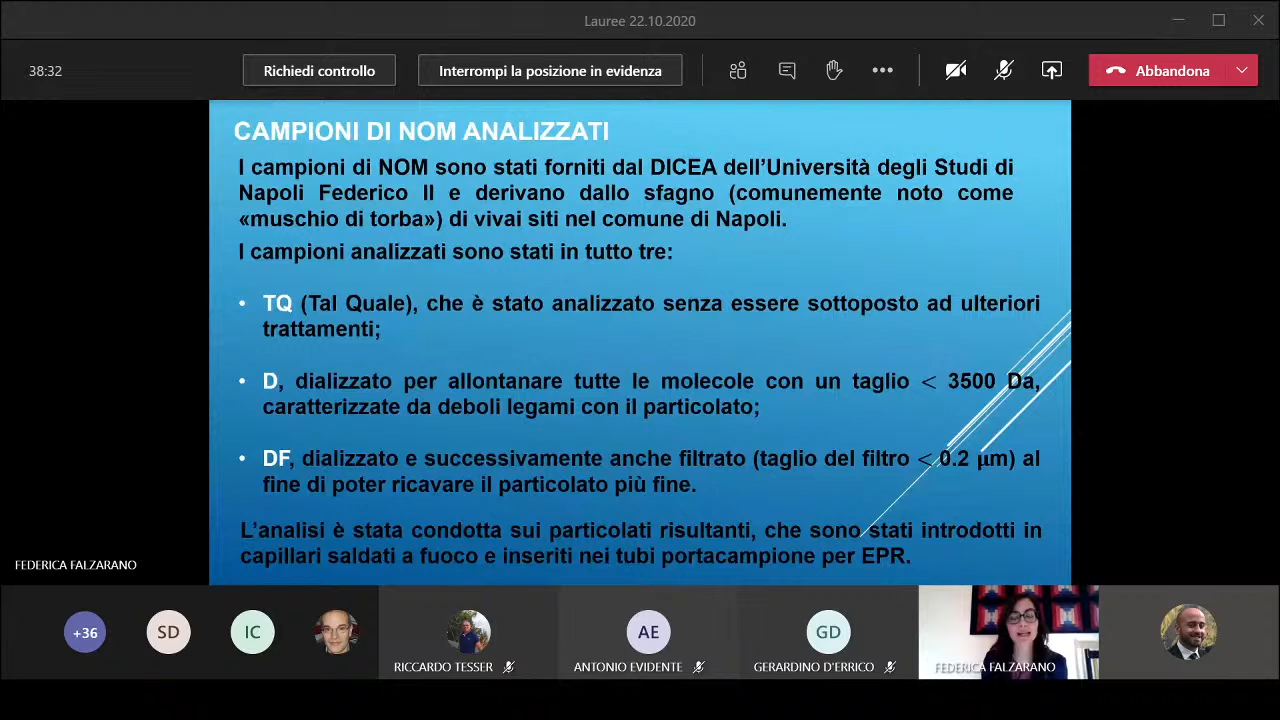 Lauree 22.10.2020
38:32
Richiedi controllo
Interrompi la posizione in evidenza
Abbandona
CAMPIONI DI NOM ANALIZZATI
I campioni di NOM sono stati forniti dal DICEA dell'Università degli Studi di
Napoli Federico II e derivano dallo sfagno (comunemente noto come
«muschio di torba») di vivai siti nel comune di Napoli.
I campioni analizzati sono stati in tutto tre:
• TQ (Tal Quale), che è stato analizzato senza essere sottoposto ad ulteriori
trattamenti;
• D, dializzato per allontanare tutte le molecole con un taglio < 3500 Da,
caratterizzate da deboli legami con il particolato;
• DF, dializzato e successivamente anche filtrato (taglio del filtro < 0.2 μm) al
fine di poter ricavare il particolato più fine.
L'analisi è stata condotta sui particolati risultanti, che sono stati introdotti in
capillari saldati a fuoco e inseriti nei tubi portacampione per EPR.
FEDERICA FALZARANO
+36
SD
IC
RICCARDO TESSER
AE
ANTONIO EVIDENTE
GD
GERARDINO D'ERRICO
FEDERICA FALZARANO